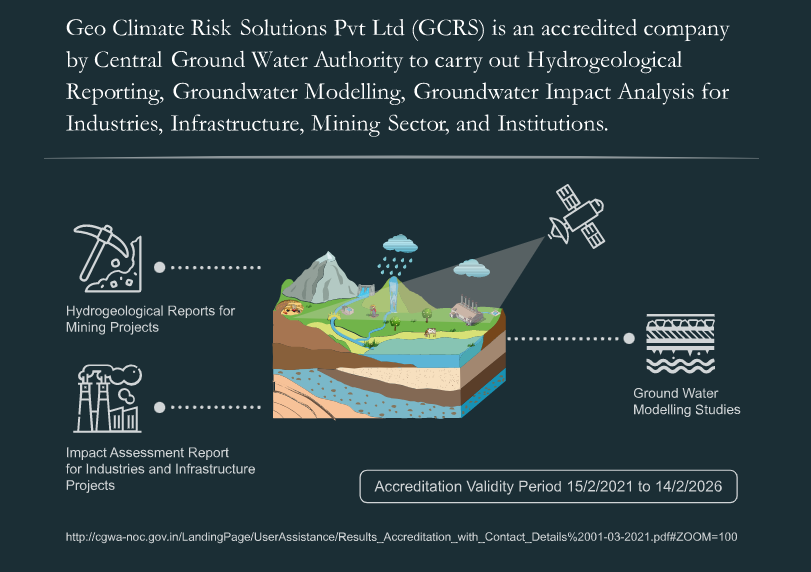 Geo Climate Risk Solutions Pvt Ltd (GCRS) is an accredited company
by Central Ground Water Authority to carry out Hydrogeological
Reporting, Groundwater Modelling, Groundwater Impact Analysis for
Industries, Infrastructure, Mining Sector, and Institutions.
Hydrogeological Reports for
Mining Projects
Ground Water
Modelling Studies
Impact Assessment Report
for Industries and Infrastructure
Projects
Accreditation Validity Period 15/2/2021 to 14/2/2026
http://cgwa-noc.gov.in/LandingPage/UserAssistance/Results_Accreditation_with_Contact_Details%2001-03-2021.pdf#ZOOM=100